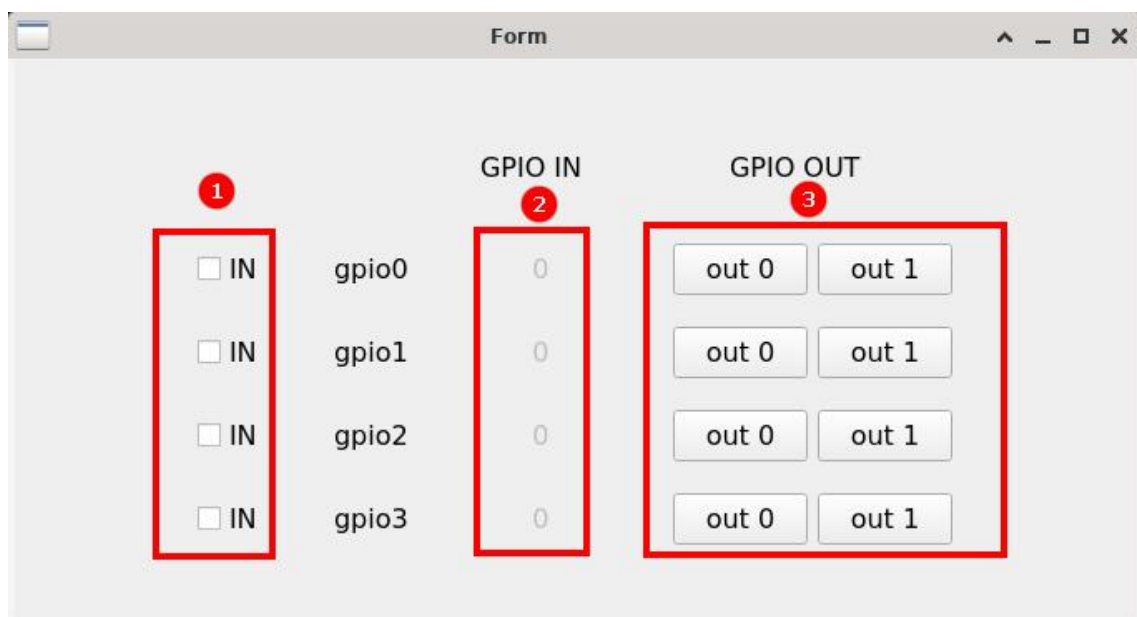 Form
GPIO IN GPIO OUT
1 2 3
IN gpio0 0 out 0 out 1
IN gpio1 0 out 0 out 1
IN gpio2 0 out 0 out 1
IN gpio3 0 out 0 out 1